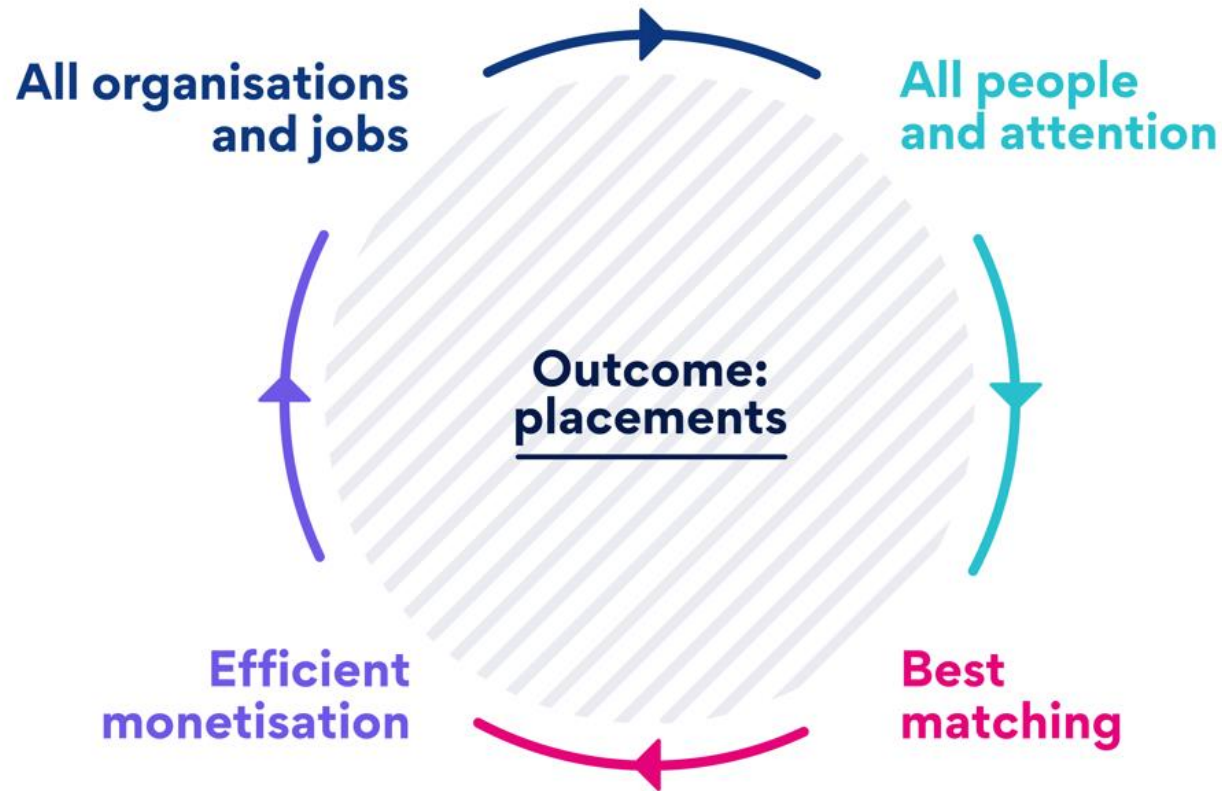 All organisations
and jobs
All people
and attention
Outcome:
placements
Efficient
monetisation
Best
matching